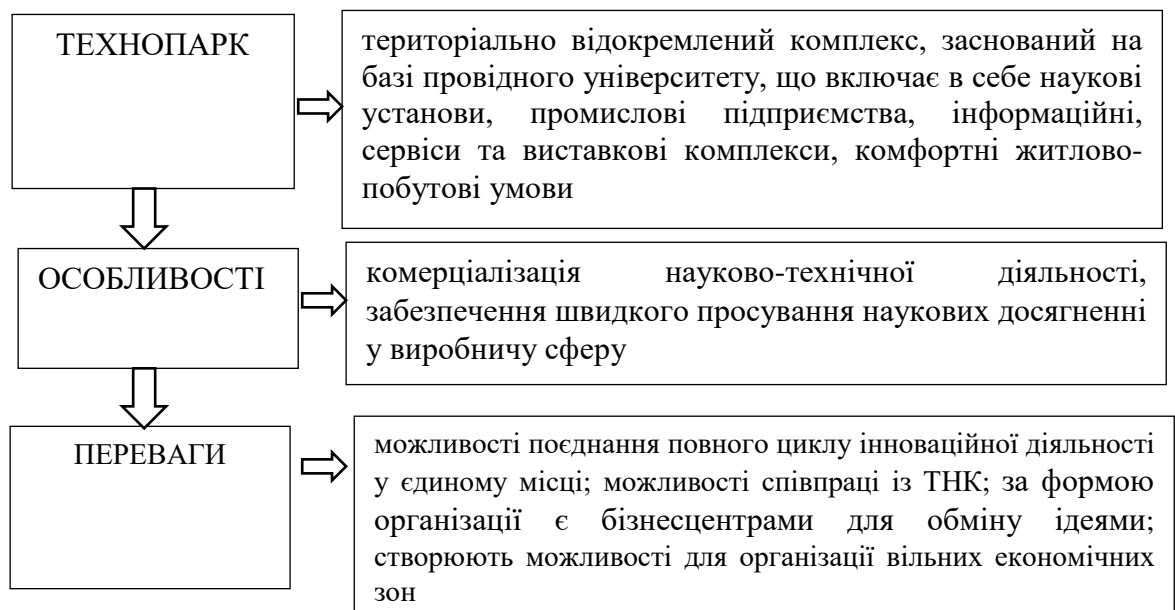 ТЕХНОПАРК
територіально відокремлений комплекс, заснований на
базі провідного університету, що включає в себе наукові
установи, промислові підприємства, інформаційні,
сервіси та виставкові комплекси, комфортні житлово-
побутові умови
ОСОБЛИВОСТІ
комерціалізація науково-технічної діяльності,
забезпечення швидкого просування наукових досягненні
у виробничу сферу
ПЕРЕВАГИ
можливості поєднання повного циклу інноваційної діяльності
у єдиному місці; можливості співпраці із ТНК; за формою
організації є бізнесцентрами для обміну ідеями;
створюють можливості для організації вільних економічних
зон